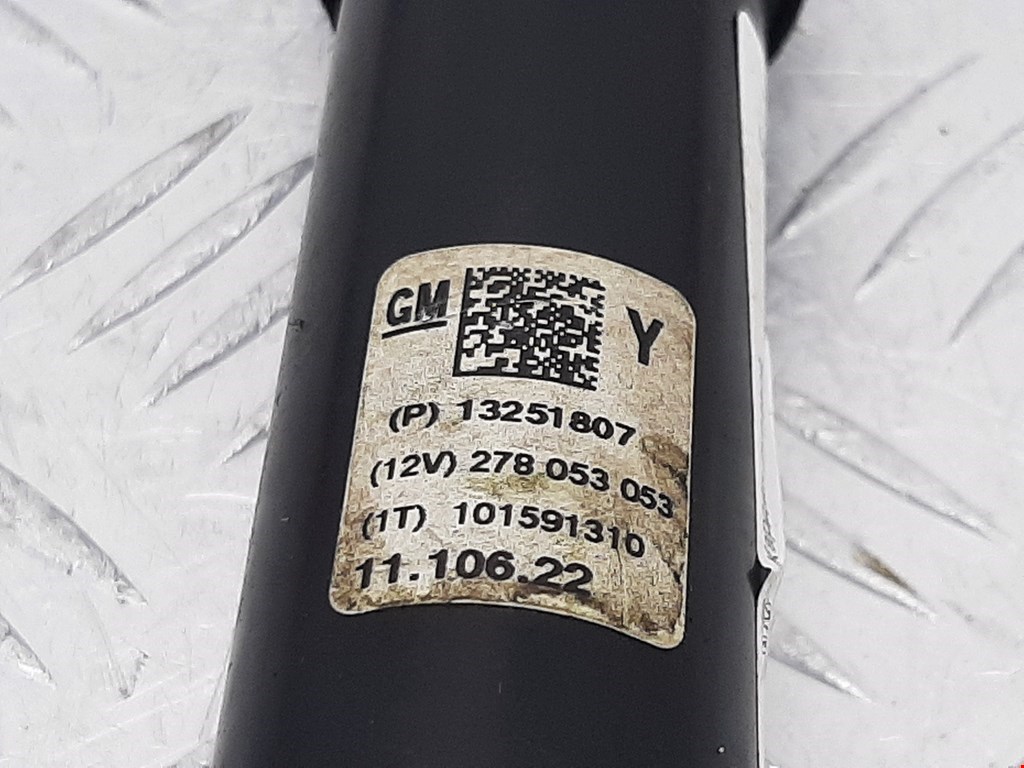 GM Y
(P) 13251807
(12V) 278 053 053
(1T) 101591310
11.106.22